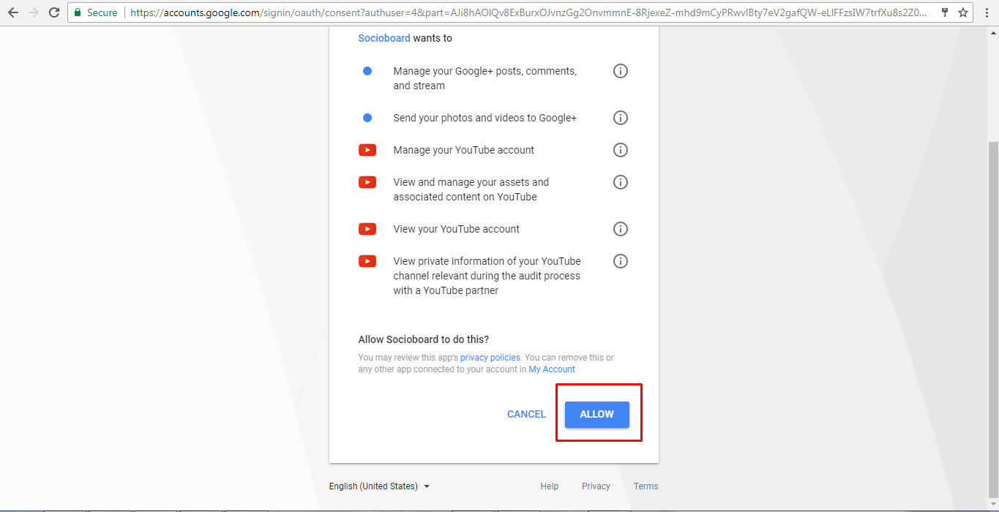 Secure
https://accounts.google.com/signin/oauth/consent?authuser=4&part=AJi8hAOlQv8ExBurxOJvnzGg2OnvmmnE-8RjexeZ-mhd9mCyPRwvIBty7eV2gafQW-eLlFFzsIW7trfXu8s2Z0...
Socioboard wants to
Manage your Google+ posts, comments,
and stream
Send your photos and videos to Google+
Manage your YouTube account
View and manage your assets and
associated content on YouTube
View your YouTube account
View private information of your YouTube
channel relevant during the audit process
with a YouTube partner
Allow Socioboard to do this?
You may review this app's privacy policies. You can remove this or
any other app connected to your account in My Account
CANCEL
ALLOW
English (United States)
Help
Privacy
Terms